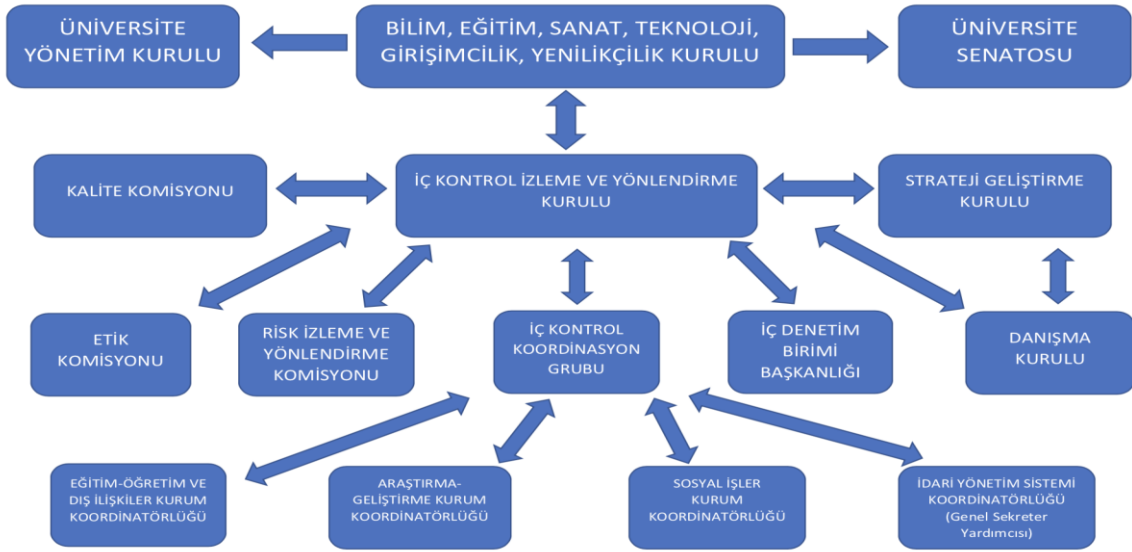 ÜNİVERSİTE
YÖNETİM KURULU
BİLİM, EĞİTİM, SANAT, TEKNOLOJİ,
GİRİŞİMCİLİK, YENİLİKÇİLİK KURULU
ÜNİVERSİTE
SENATOSU
KALİTE KOMİSYONU
İÇ KONTROL İZLEME VE YÖNLENDİRME
KURULU
STRATEJİ GELİŞTİRME
KURULU
ETİK
KOMİSYONU
RİSK İZLEME VE
YÖNLENDİRME
KOMİSYONU
İÇ KONTROL
KOORDİNASYON
GRUBU
İÇ DENETİM
BİRİMİ
BAŞKANLIĞI
DANIŞMA
KURULU
EĞİTİM-ÖĞRETİM VE
DIŞ İLİŞKİLER KURUM
KOORDİNATÖRLÜĞÜ
ARAŞTIRMA-
GELİŞTİRME KURUM
KOORDİNATÖRLÜĞÜ
SOSYAL İŞLER
KURUM
KOORDİNATÖRLÜĞÜ
İDARİ YÖNETİM SİSTEMİ
KOORDİNATÖRLÜĞÜ
(Genel Sekreter
Yardımcısı)